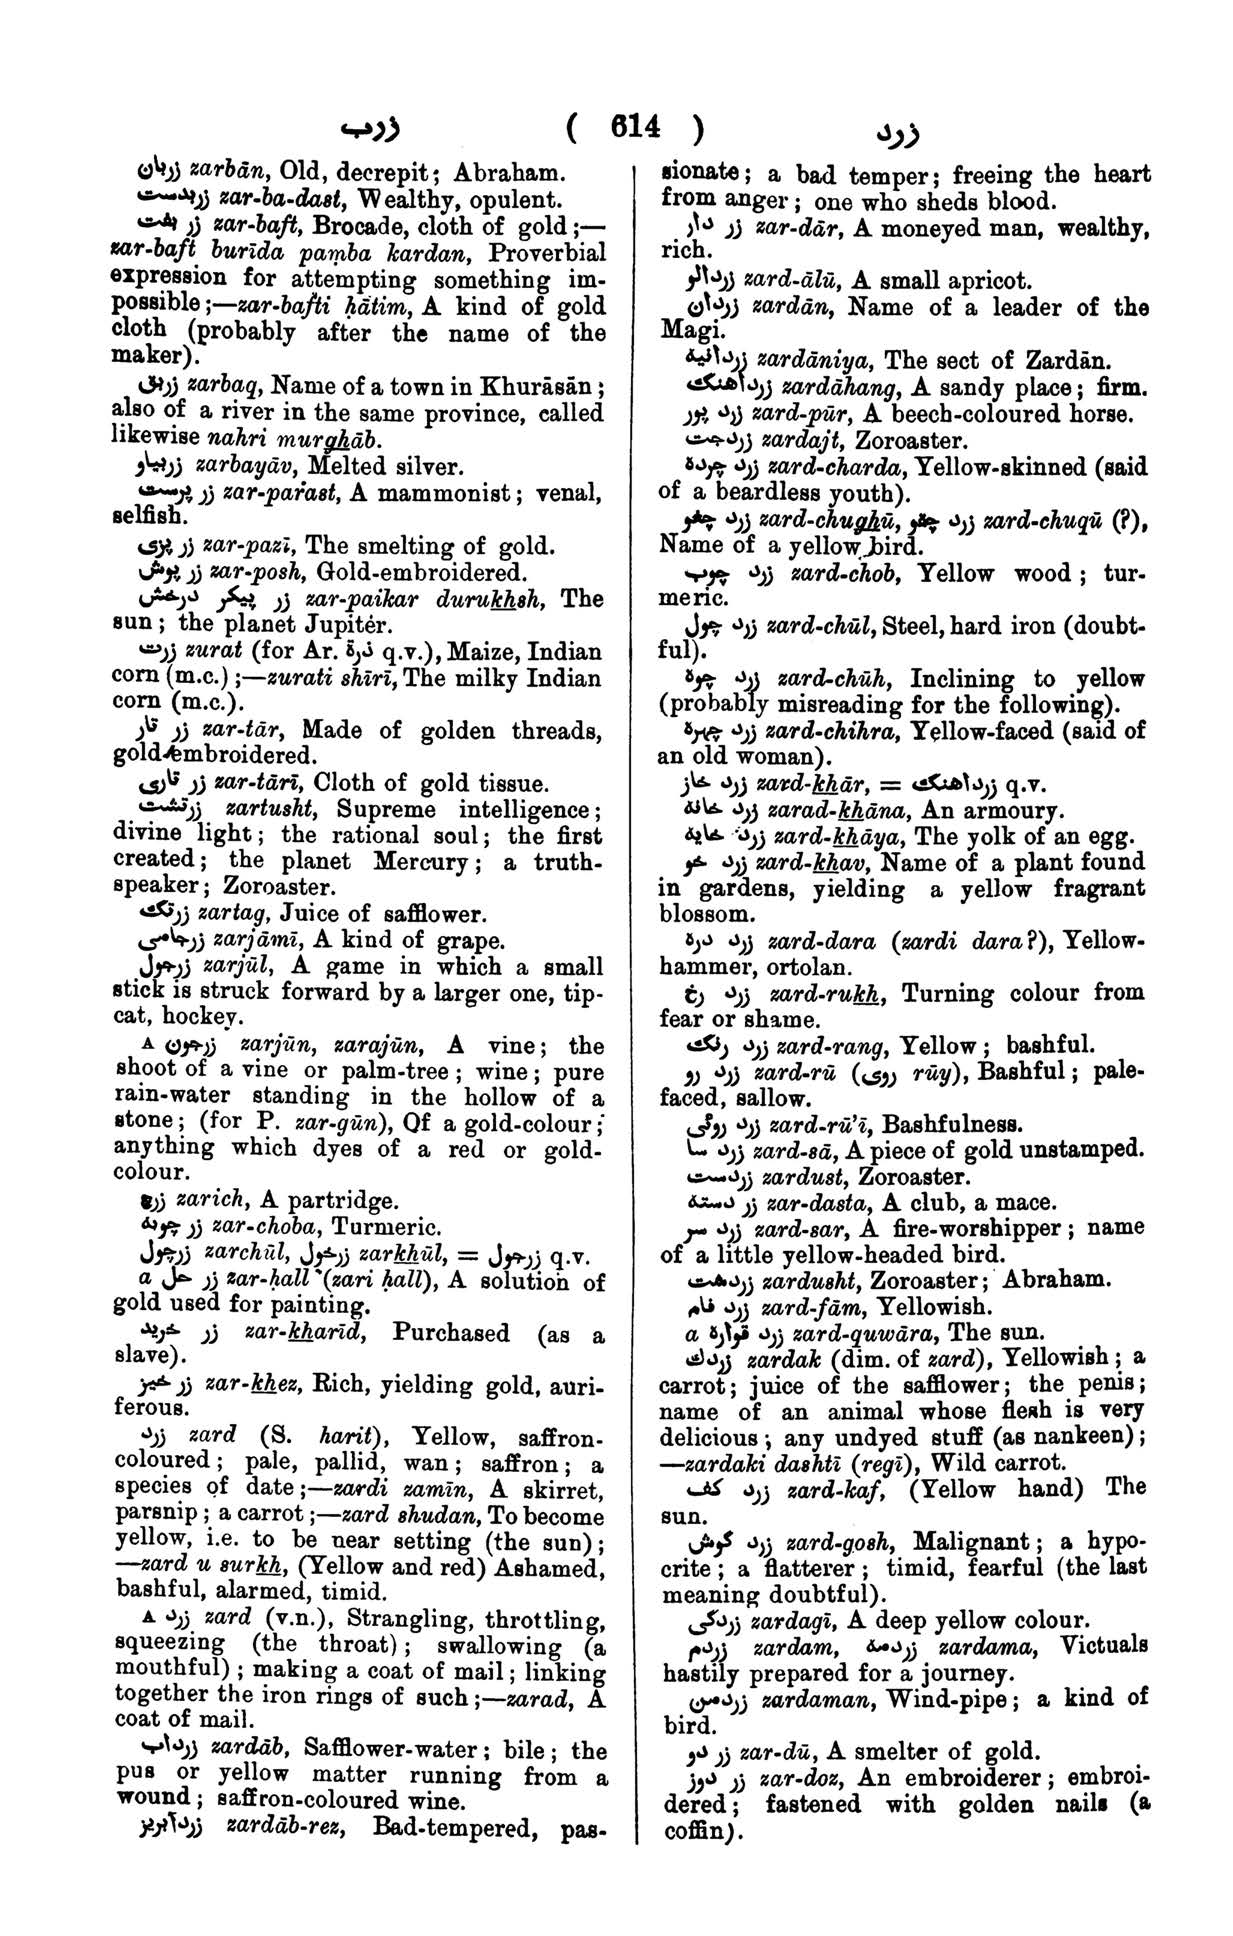 زرب ( 614 ) زرد
زربان zarbān, Old, decrepit; Abraham.
زربدست zar-ba-dast, Wealthy, opulent.
زر بفت zar-baft, Brocade, cloth of gold;—
zar-baft burīda paṃba kardan, Proverbial
expression for attempting something im-
possible;—zar-bafti ḥātim, A kind of gold
cloth (probably after the name of the
maker).
زربق zarbaq, Name of a town in Khurāsān;
also of a river in the same province, called
likewise nahri murghāb.
زربیاو zarbayāv, Melted silver.
زر پرست zar-parast, A mammonist; venal,
selfish.
زر پزی zar-pazī, The smelting of gold.
زر پوش zar-posh, Gold-embroidered.
زر پیکر درخش zar-paikar durukhsh, The
sun; the planet Jupiter.
زرت zurat (for Ar. ذرة q.v.), Maize, Indian
corn (m.c.);—zurati shīrī, The milky Indian
corn (m.c.).
زر تار zar-tār, Made of golden threads,
gold-embroidered.
زر تاری zar-tārī, Cloth of gold tissue.
زرتشت zartusht, Supreme intelligence;
divine light; the rational soul; the first
created; the planet Mercury; a truth-
speaker; Zoroaster.
زرتک zartag, Juice of safflower.
زرجامی zarjāmī, A kind of grape.
زرجول zarjūl, A game in which a small
stick is struck forward by a larger one, tip-
cat, hockey.
A زرجون zarjūn, zarajūn, A vine; the
shoot of a vine or palm-tree; wine; pure
rain-water standing in the hollow of a
stone; (for P. zar-gūn), Of a gold-colour;
anything which dyes of a red or gold-
colour.
زرچ zarich, A partridge.
زر چوبه zar-choba, Turmeric.
زرچول zarchūl, زرخول zarkhūl, = زرجول q.v.
a زر حل zar-ḥall (zari ḥall), A solution of
gold used for painting.
زر خرید zar-kharīd, Purchased (as a
slave).
زر خیز zar-khez, Rich, yielding gold, auri-
ferous.
زرد zard (S. harit), Yellow, saffron-
coloured; pale, pallid, wan; saffron; a
species of date;—zardi zamīn, A skirret,
parsnip; a carrot;—zard shudan, To become
yellow, i.e. to be near setting (the sun);
—zard u surkh, (Yellow and red) Ashamed,
bashful, alarmed, timid.
A زرد zard (v.n.), Strangling, throttling,
squeezing (the throat); swallowing (a
mouthful); making a coat of mail; linking
together the iron rings of such;—zarad, A
coat of mail.
زرداب zardāb, Safflower-water; bile; the
pus or yellow matter running from a
wound; saffron-coloured wine.
زردآبریز zardāb-rez, Bad-tempered, pas-
sionate; a bad temper; freeing the heart
from anger; one who sheds blood.
زر دار zar-dār, A moneyed man, wealthy,
rich.
زردالو zard-ālū, A small apricot.
زردان zardān, Name of a leader of the
Magi.
زردانیة zardāniya, The sect of Zardān.
زرداهنک zardāhang, A sandy place; firm.
زرد پور zard-pūr, A beech-coloured horse.
زردجت zardajt, Zoroaster.
زرد چرده zard-charda, Yellow-skinned (said
of a beardless youth).
زرد چغو zard-chughū, زرد چقو zard-chuqū (?),
Name of a yellow bird.
زرد چوب zard-chob, Yellow wood; tur-
meric.
زرد چول zard-chūl, Steel, hard iron (doubt-
ful).
زرد چوه zard-chūh, Inclining to yellow
(probably misreading for the following).
زرد چهره zard-chihra, Yellow-faced (said of
an old woman).
زرد خار zard-khār, = زرداهنک q.v.
زرد خانه zarad-khāna, An armoury.
زرد خایه zard-khāya, The yolk of an egg.
زرد خو zard-khav, Name of a plant found
in gardens, yielding a yellow fragrant
blossom.
زرد دره zard-dara (zardi dara?), Yellow-
hammer, ortolan.
زرد رخ zard-rukh, Turning colour from
fear or shame.
زرد رنک zard-rang, Yellow; bashful.
زرد رو zard-rū (روی rūy), Bashful; pale-
faced, sallow.
زرد روئی zard-rū’ī, Bashfulness.
زرد سا zard-sā, A piece of gold unstamped.
زردست zardust, Zoroaster.
زر دسته zar-dasta, A club, a mace.
زرد سر zard-sar, A fire-worshipper; name
of a little yellow-headed bird.
زردهشت zardusht, Zoroaster; Abraham.
زرد فام zard-fām, Yellowish.
a زرد قواره zard-quwāra, The sun.
زردك zardak (dim. of zard), Yellowish; a
carrot; juice of the safflower; the penis;
name of an animal whose flesh is very
delicious; any undyed stuff (as nankeen);
—zardaki dashtī (regī), Wild carrot.
زرد کف zard-kaf, (Yellow hand) The
sun.
زرد کوش zard-gosh, Malignant; a hypo-
crite; a flatterer; timid, fearful (the last
meaning doubtful).
زردکی zardagī, A deep yellow colour.
زردم zardam, زردمه zardama, Victuals
hastily prepared for a journey.
زردمن zardaman, Wind-pipe; a kind of
bird.
زر دو zar-dū, A smelter of gold.
زر دوز zar-doz, An embroiderer; embroi-
dered; fastened with golden nails (a
coffin).